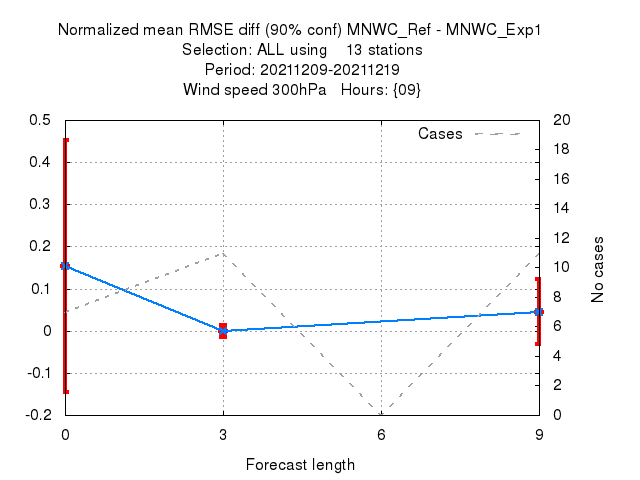 Normalized mean RMSE diff (90% conf) MNWC_Ref - MNWC_Exp1
Selection: ALL using 13 stations
Period: 20211209-20211219
Wind speed 300hPa Hours: {09}
Cases
0.5
0.4
0.3
0.2
0.1
0
-0.1
-0.2
20
18
16
14
12
10
8
6
4
2
0
No cases
0 3 6 9
Forecast length